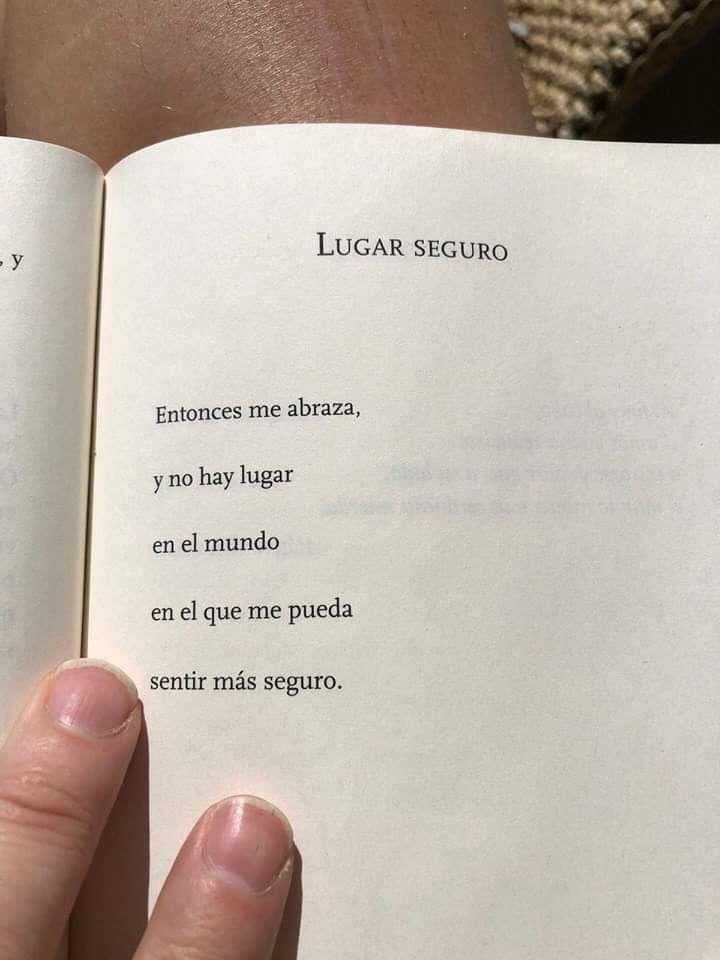 , y
LUGAR SEGURO
Entonces me abraza,
y no hay lugar
en el mundo
en el que me pueda
sentir más seguro.